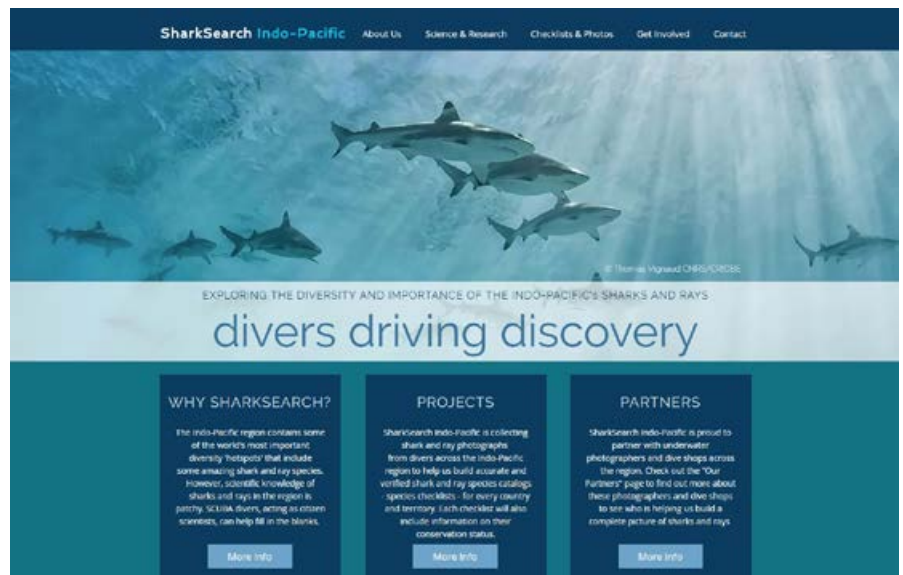 SharkSearch Indo-Pacific About Us Science & Research Checklists & Photos Get Involved Contact
© Thomas Vignaud CNRS/CRIOBE
EXPLORING THE DIVERSITY AND IMPORTANCE OF THE INDO-PACIFIC's SHARKS AND RAYS
divers driving discovery
WHY SHARKSEARCH?
The Indo-Pacific region contains some
of the world's most important
diversity 'hotspots' that include
some amazing shark and ray species.
However, scientific knowledge of
sharks and rays in the region is
patchy. SCUBA divers, acting as citizen
scientists, can help fill in the blanks.
More Info
PROJECTS
SharkSearch Indo-Pacific is collecting
shark and ray photographs
from divers across the Indo-Pacific
region to help us build accurate and
verified shark and ray species catalogs
- species checklists - for every country
and territory. Each checklist will also
include information on their
conservation status.
More Info
PARTNERS
SharkSearch Indo-Pacific is proud to
partner with underwater
photographers and dive shops across
the region. Check out the "Our
Partners" page to find out more about
these photographers and dive shops
to see who is helping us build a
complete picture of sharks and rays
More Info